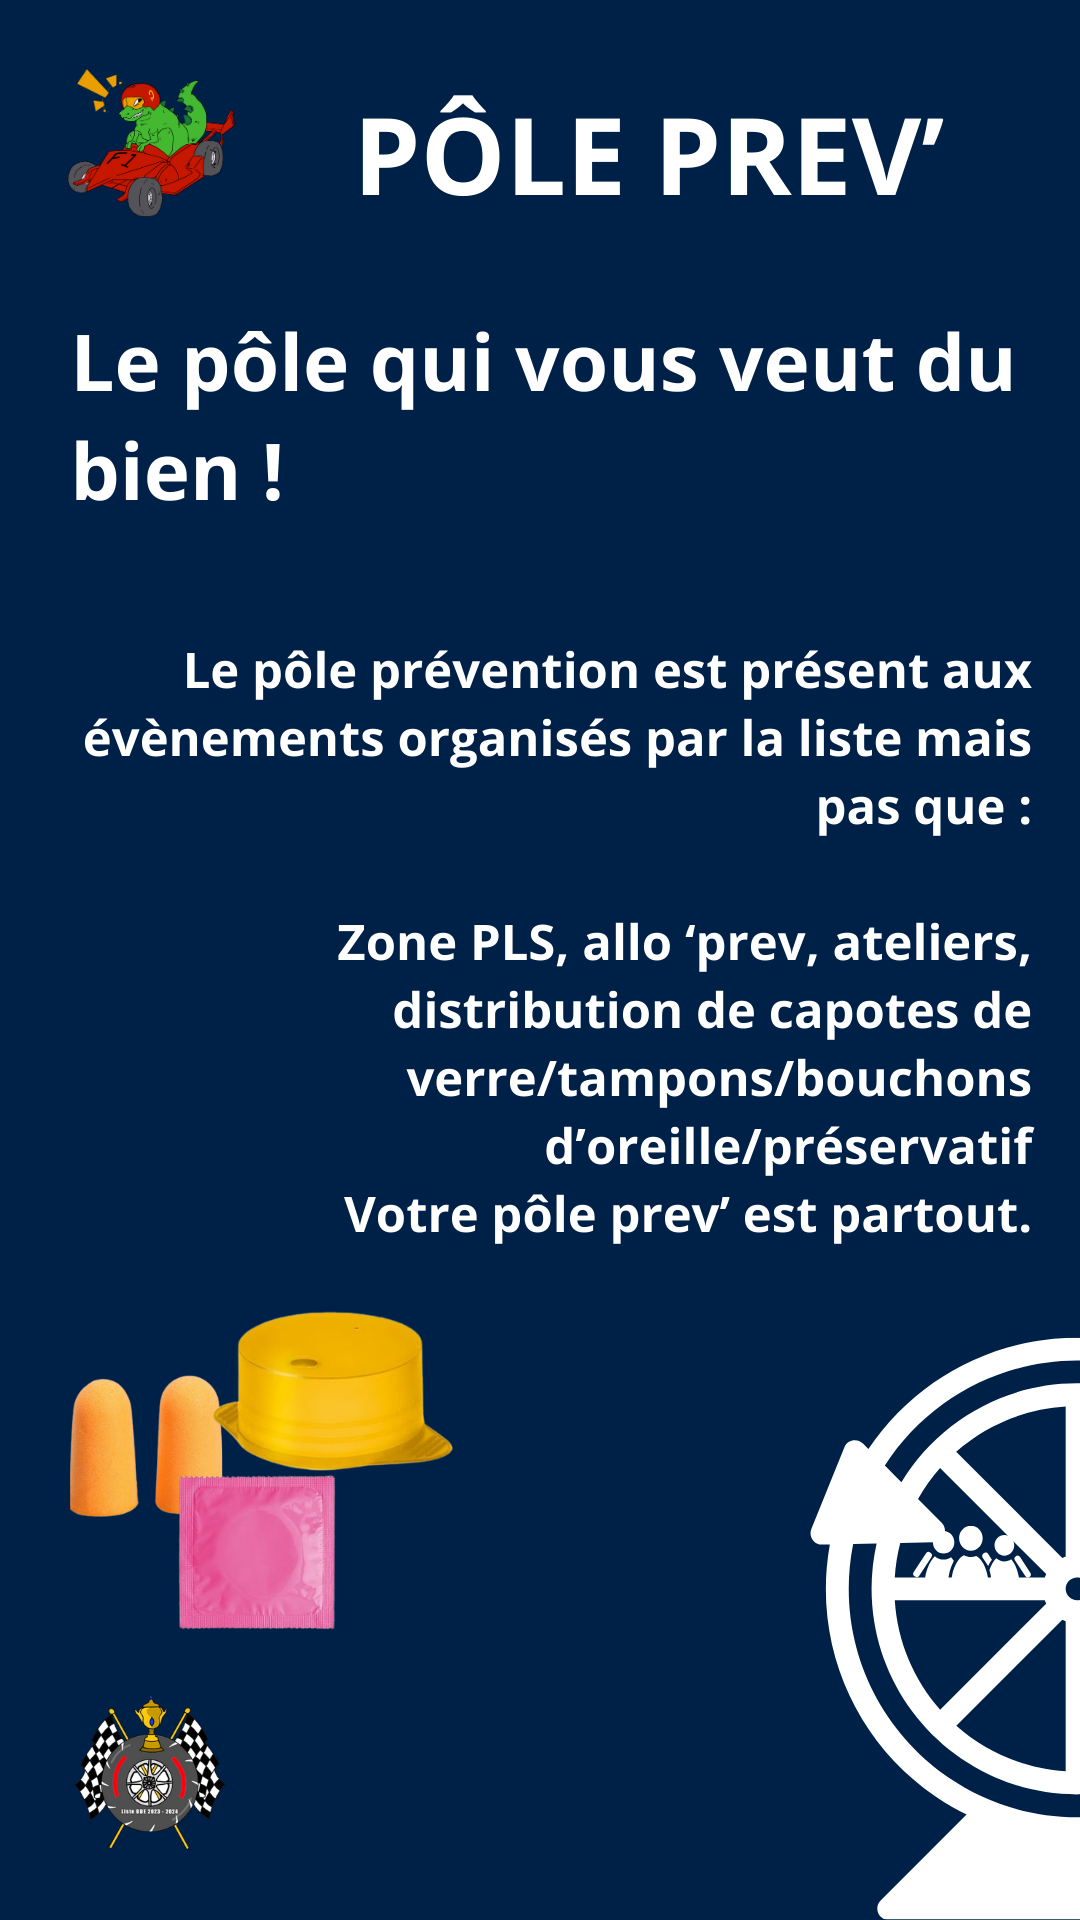 F1
PÔLE PREV’
Le pôle qui vous veut du
bien !
Le pôle prévention est présent aux
évènements organisés par la liste mais
pas que :
Zone PLS, allo ‘prev, ateliers,
distribution de capotes de
verre/tampons/bouchons
d’oreille/préservatif
Votre pôle prev’ est partout.
Liste BDE 2023 - 2024